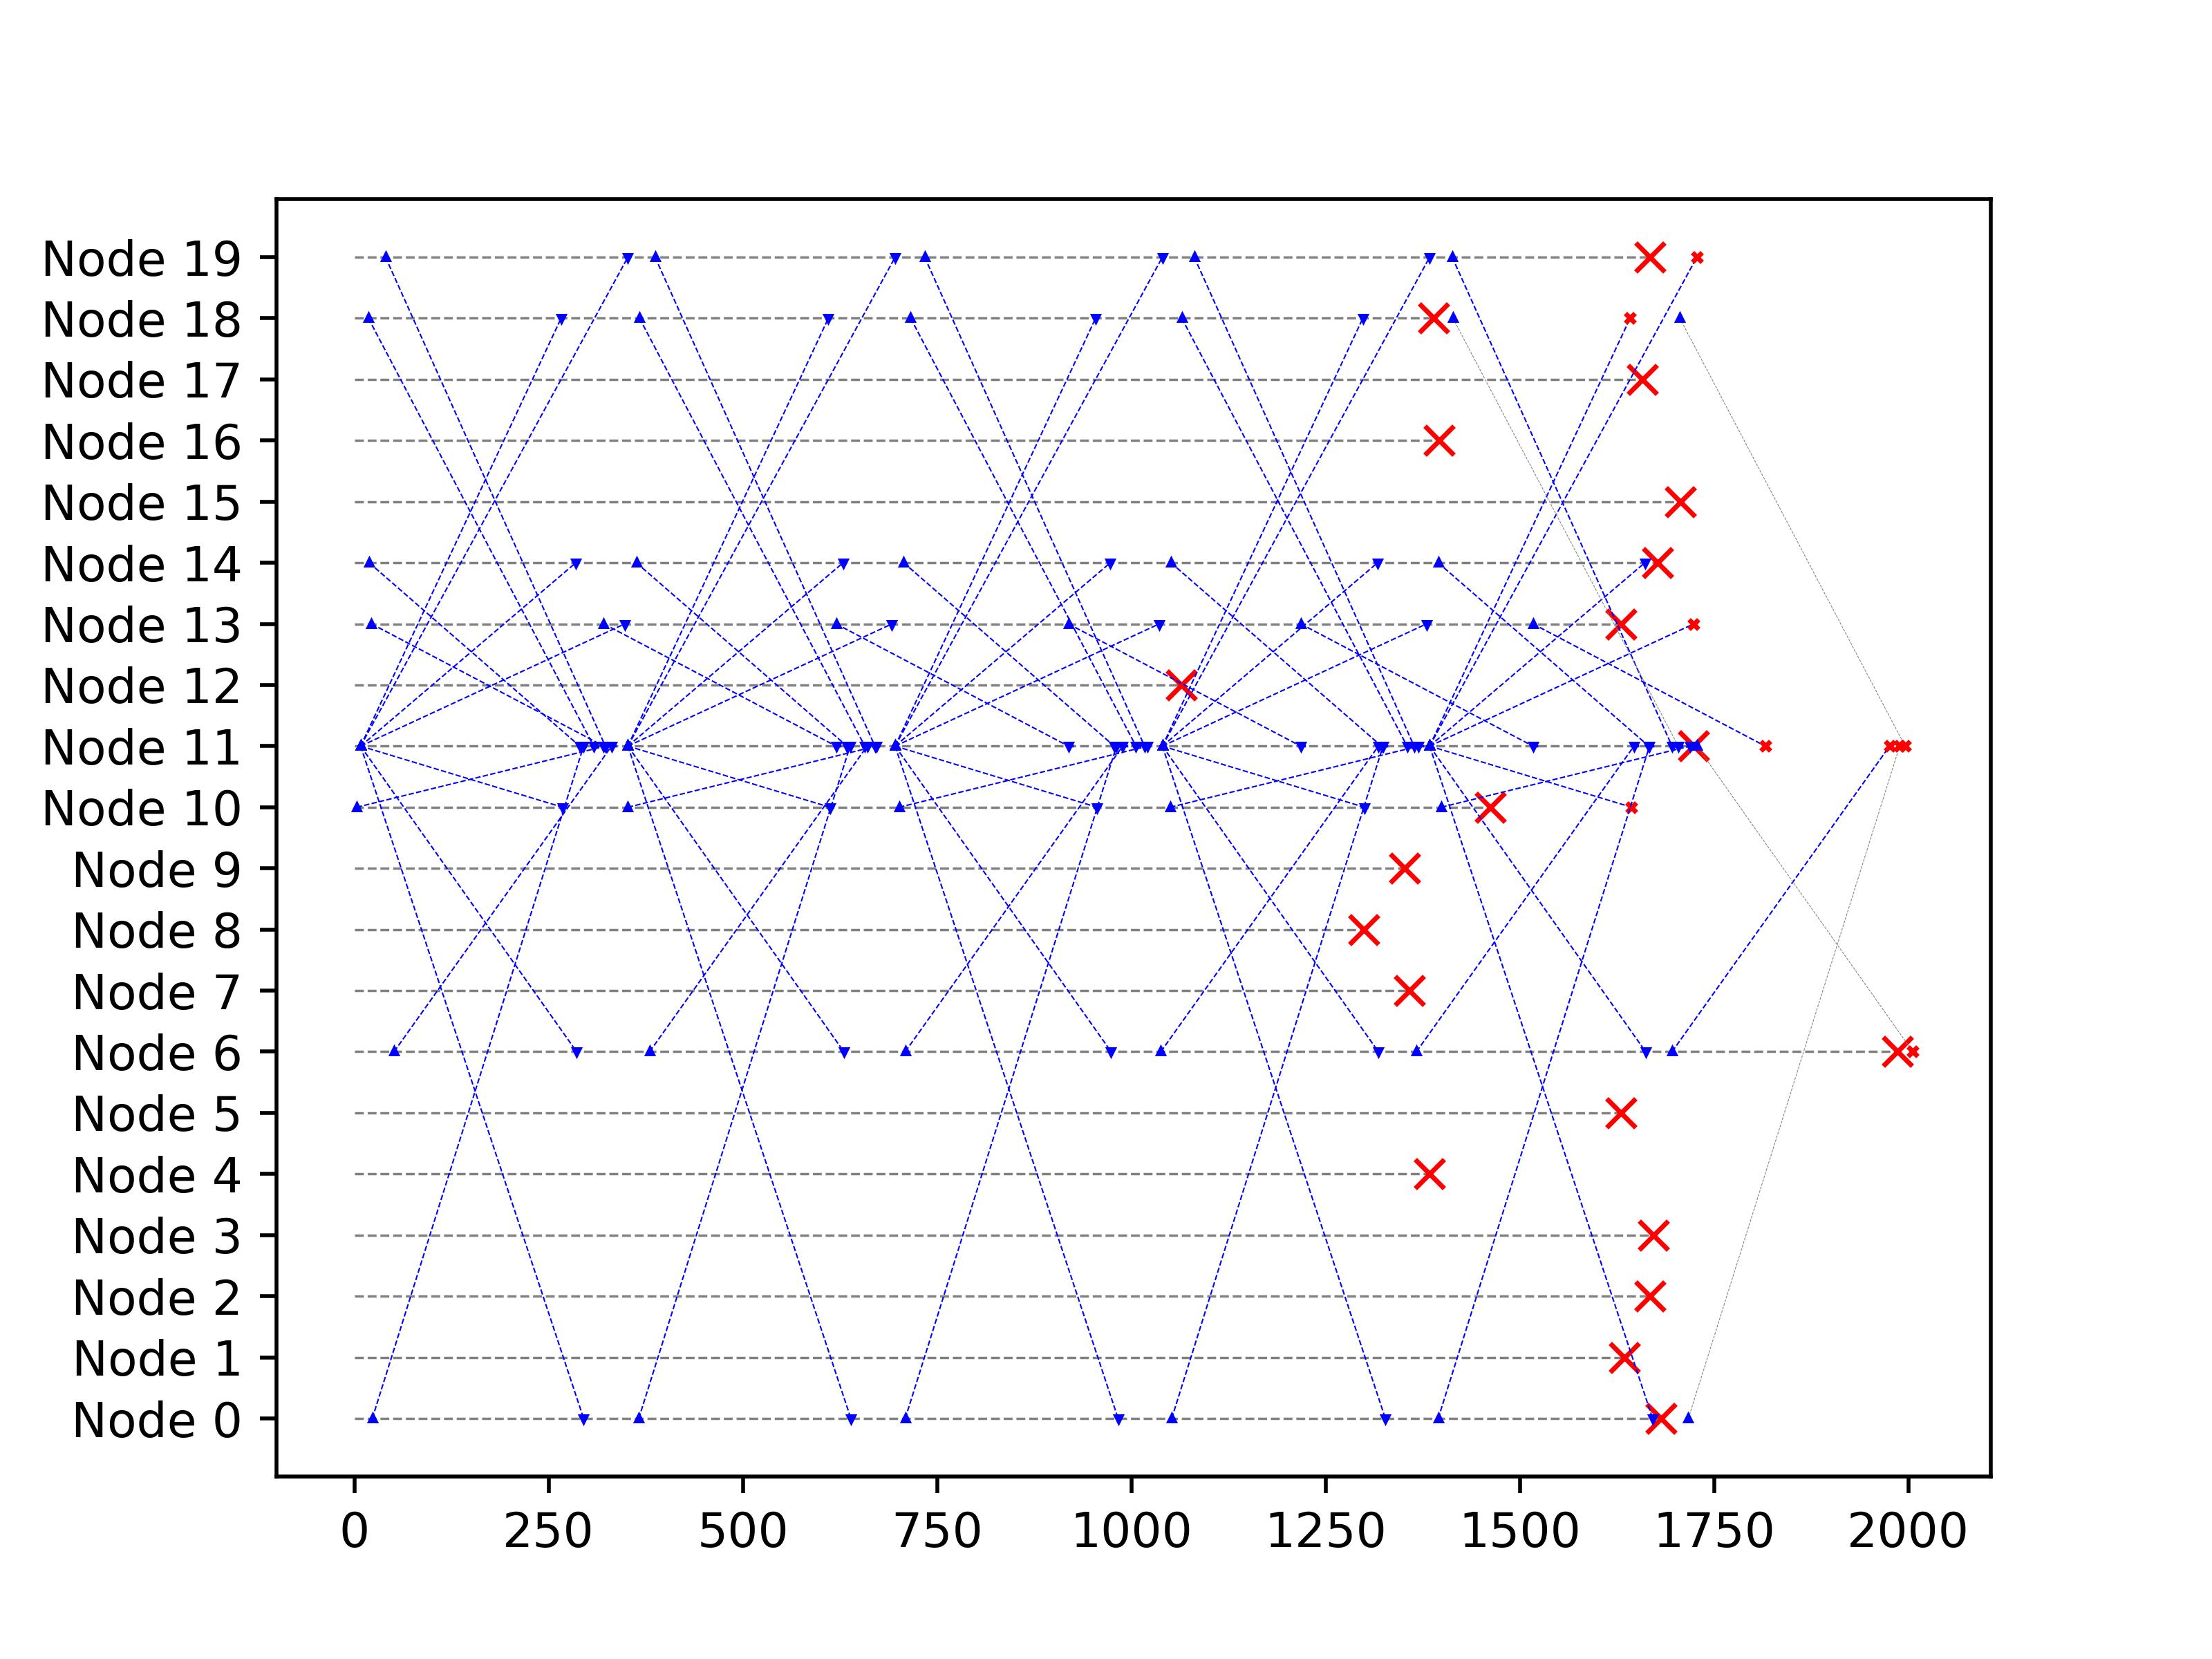 Node 19
Node 18
Node 17
Node 16
Node 15
Node 14
Node 13
Node 12
Node 11
Node 10
Node 9
Node 8
Node 7
Node 6
Node 5
Node 4
Node 3
Node 2
Node 1
Node 0
0 250 500 750 1000 1250 1500 1750 2000